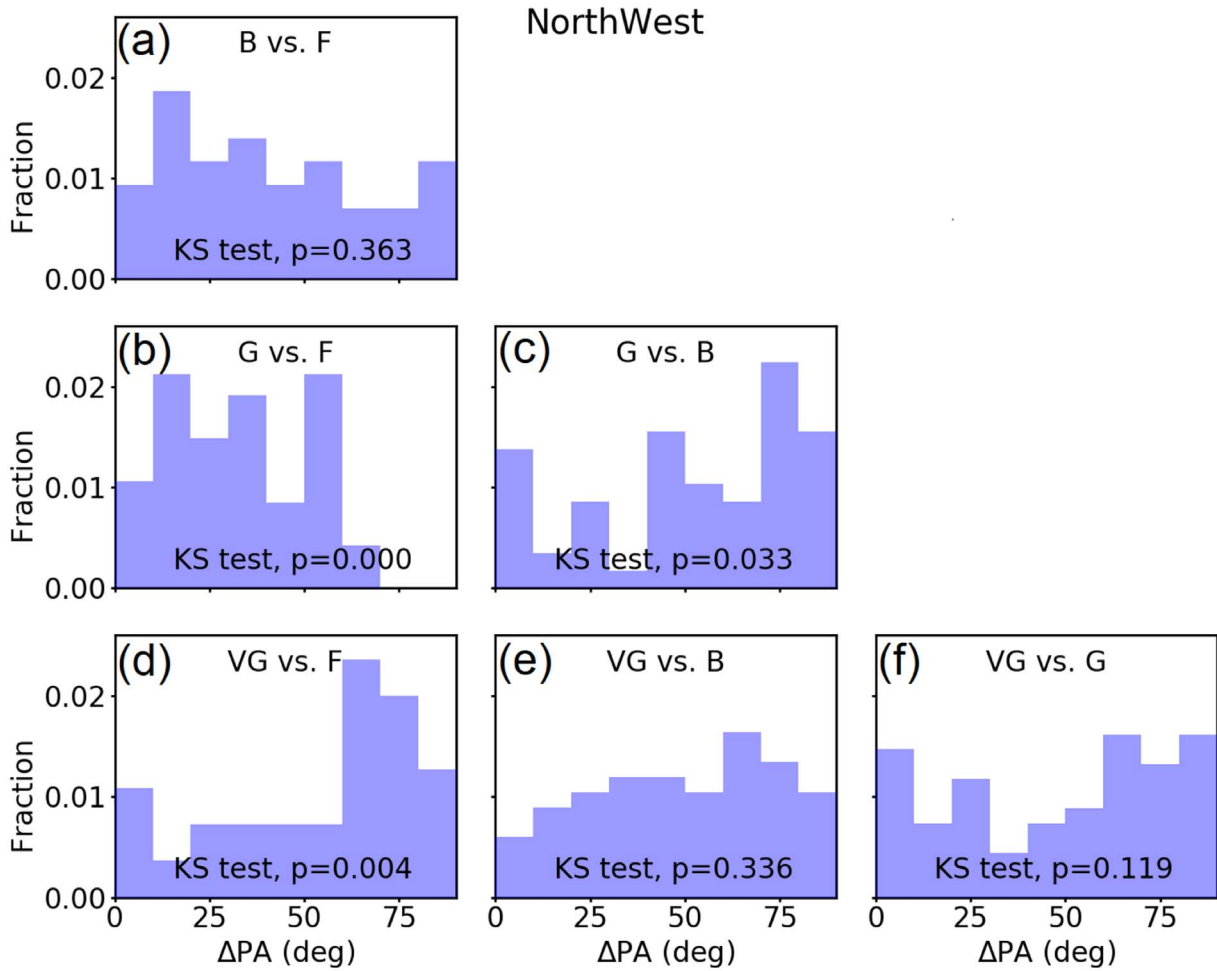 NorthWest
(a) B vs. F
0.02
0.01
0.00
Fraction
KS test, p=0.363
(b) G vs. F
0.02
0.01
0.00
Fraction
KS test, p=0.000
(c) G vs. B
KS test, p=0.033
(d) VG vs. F
0.02
0.01
0.00
Fraction
KS test, p=0.004
0 25 50 75
ΔPA (deg)
(e) VG vs. B
KS test, p=0.336
0 25 50 75
ΔPA (deg)
(f) VG vs. G
KS test, p=0.119
0 25 50 75
ΔPA (deg)